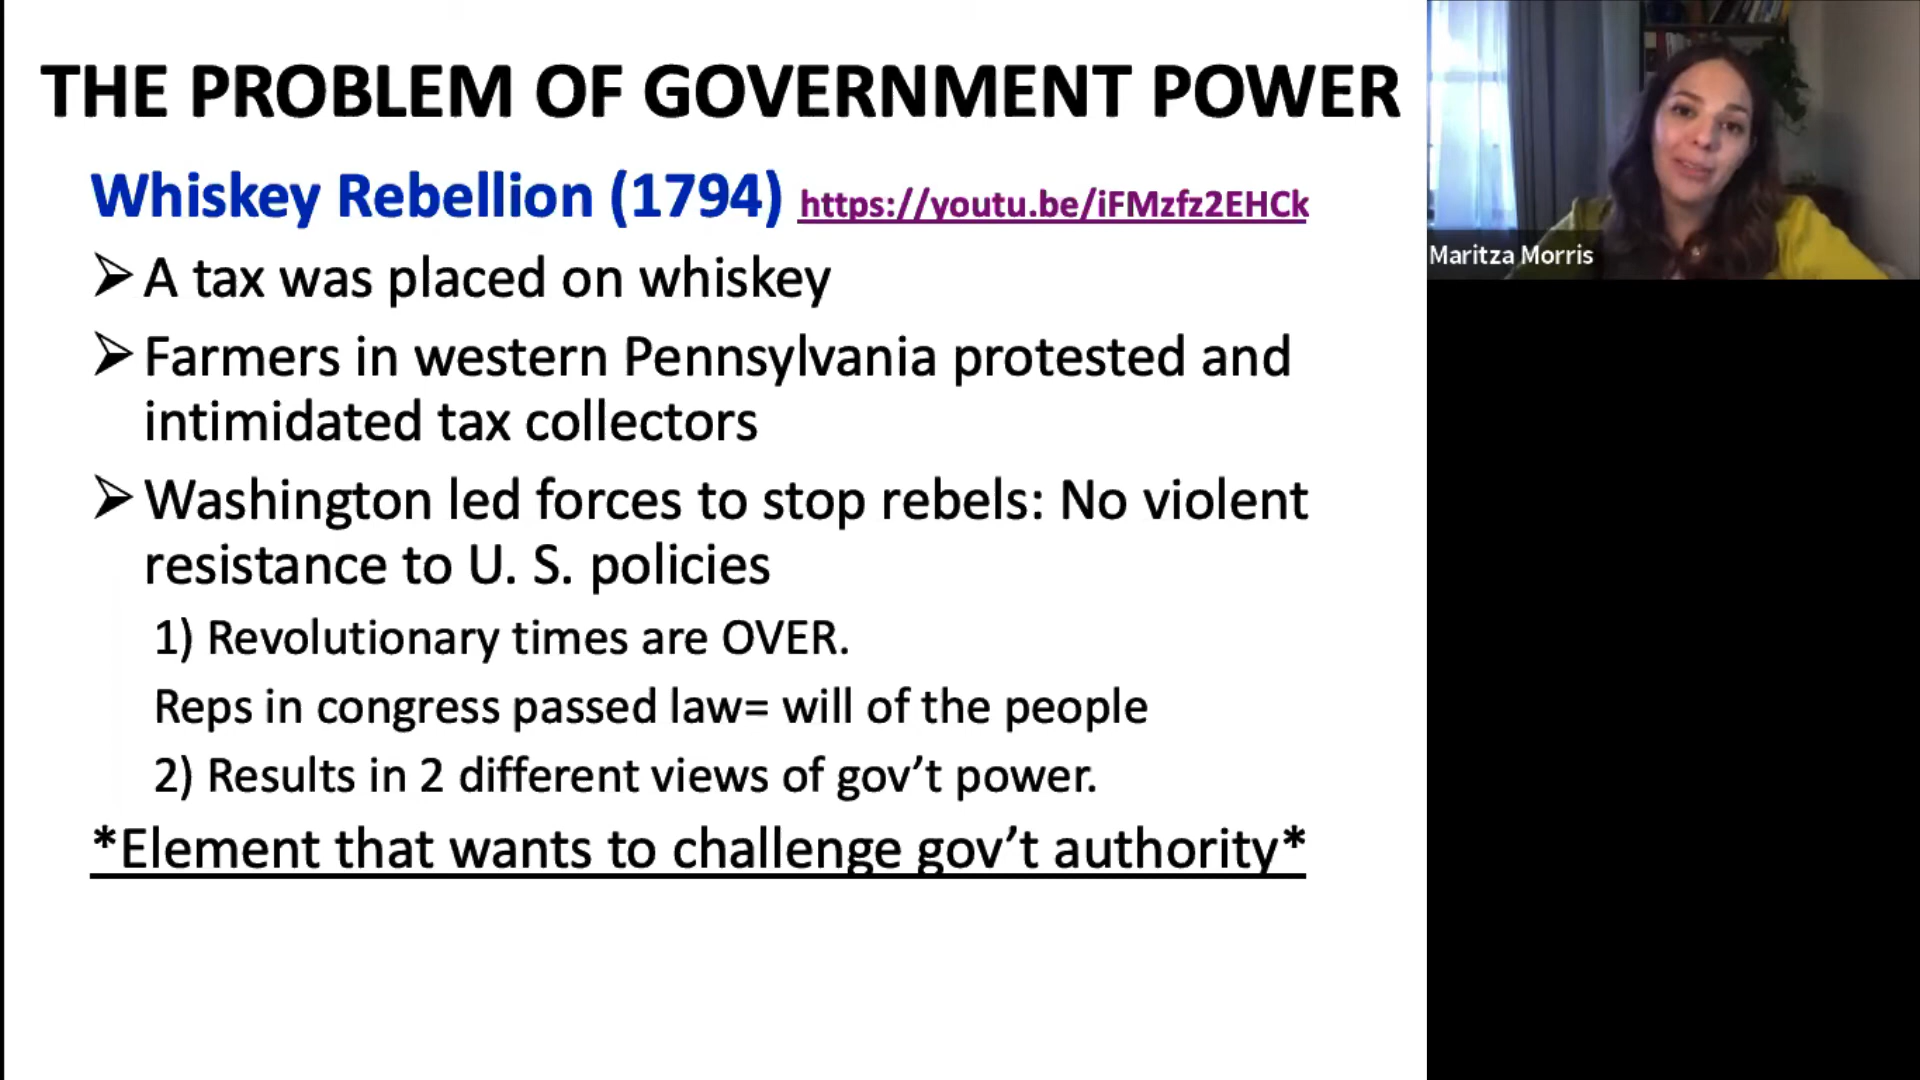 THE PROBLEM OF GOVERNMENT POWER
Whiskey Rebellion (1794) https://youtu.be/iFMzfz2EHCk
➢A tax was placed on whiskey
➢Farmers in western Pennsylvania protested and
intimidated tax collectors
➢Washington led forces to stop rebels: No violent
resistance to U. S. policies
1) Revolutionary times are OVER.
Reps in congress passed law= will of the people
2) Results in 2 different views of gov’t power.
*Element that wants to challenge gov’t authority*
Maritza Morris